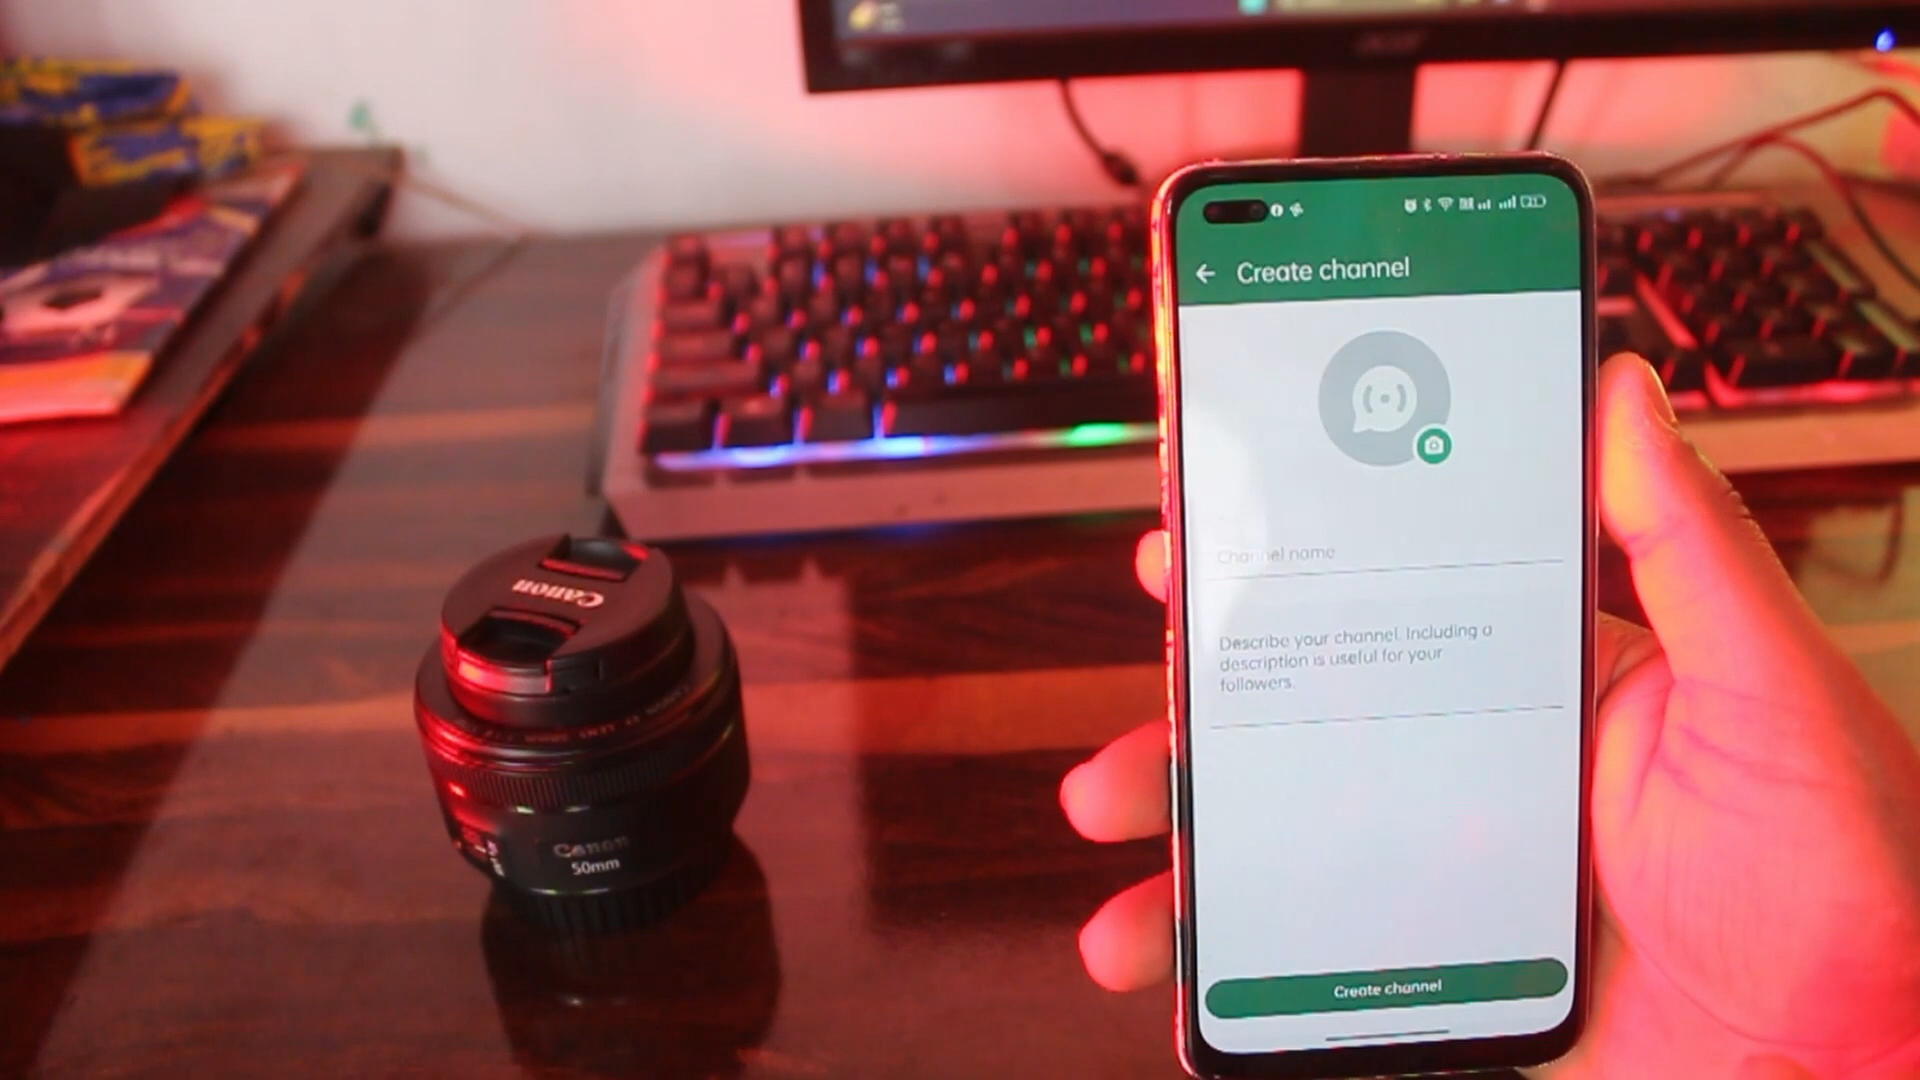 acer
Create channel
Channel name
Describe your channel. Including a
description is useful for your
followers.
Create channel
Canon
Canon
50mm